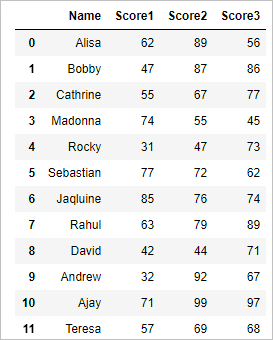 Name Score1 Score2 Score3
0 Alisa 62 89 56
1 Bobby 47 87 86
2 Cathrine 55 67 77
3 Madonna 74 55 45
4 Rocky 31 47 73
5 Sebastian 77 72 62
6 Jaqluine 85 76 74
7 Rahul 63 79 89
8 David 42 44 71
9 Andrew 32 92 67
10 Ajay 71 99 97
11 Teresa 57 69 68